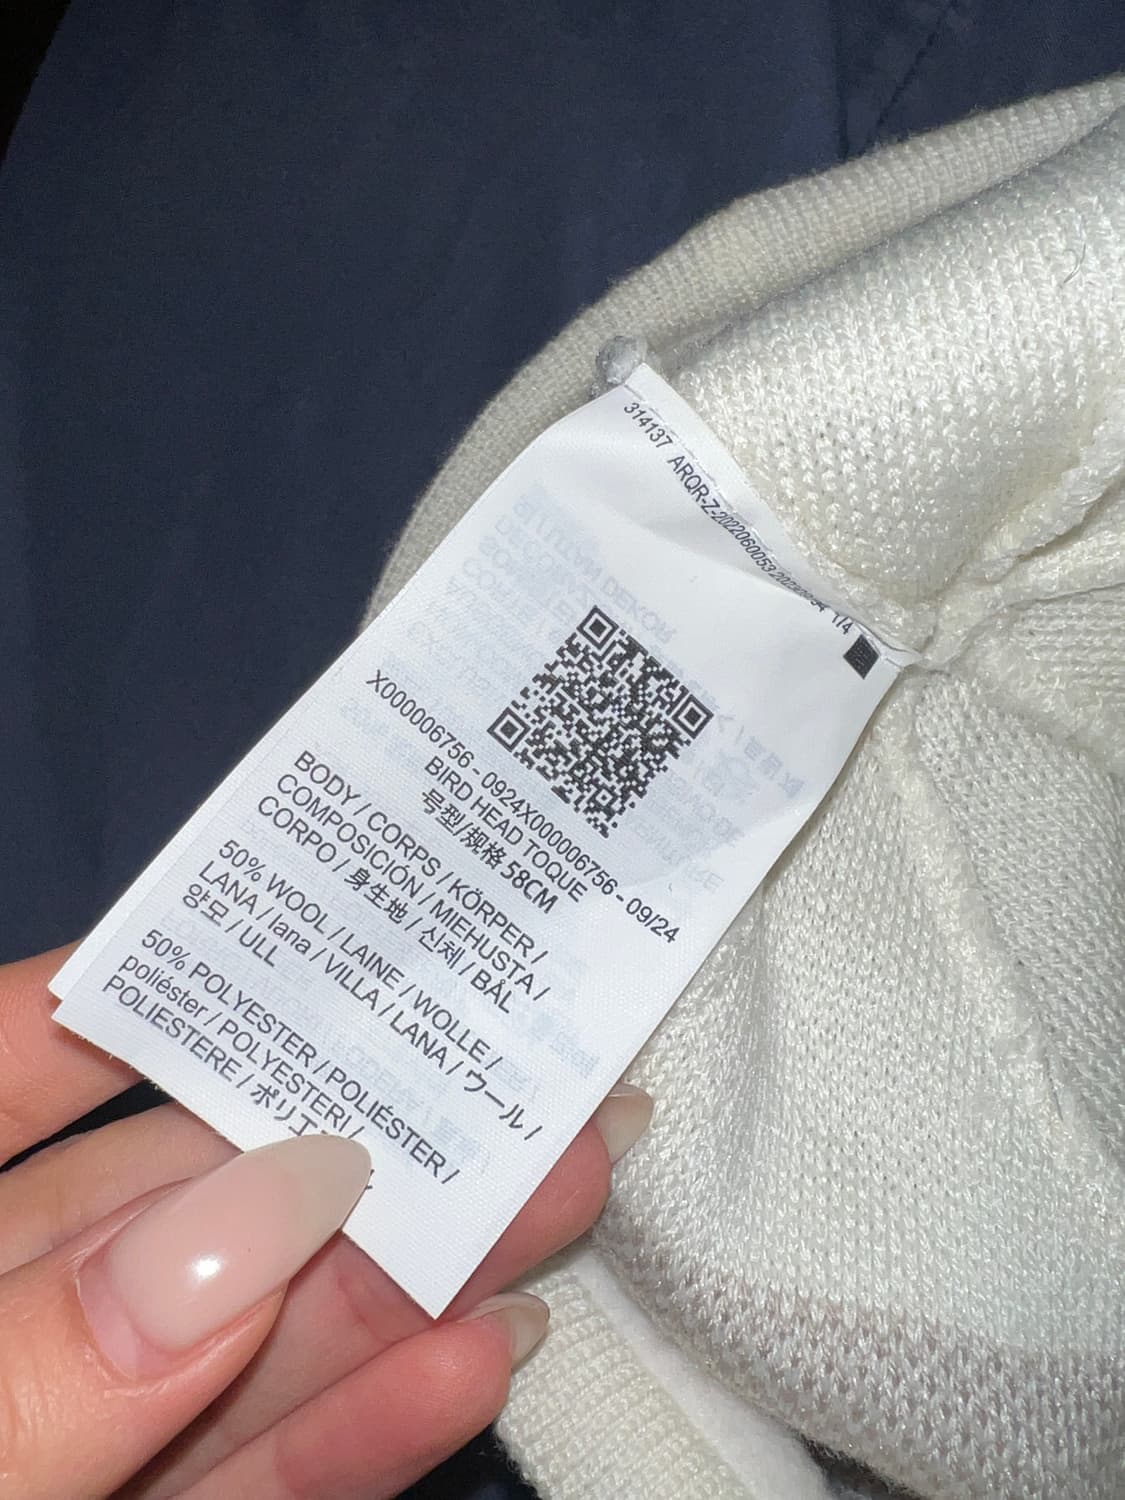 314137 ARQR-Z-2022060053 1/4
X000006756 - 0924X000006756 - 09/24
BIRD HEAD TOQUE
号型/规格 58CM
BODY / CORPS / KÖRPER /
COMPOSICIÓN / MIEHUSTA /
CORPO / 身生地 / 신체 / BÅL
50% WOOL / LAINE / WOLLE /
LANA / lana / VILLA / LANA / ウール /
양모 / ULL
50% POLYESTER / POLIÉSTER /
poliéster / POLYESTERI /
POLIESTERE / ポリエ